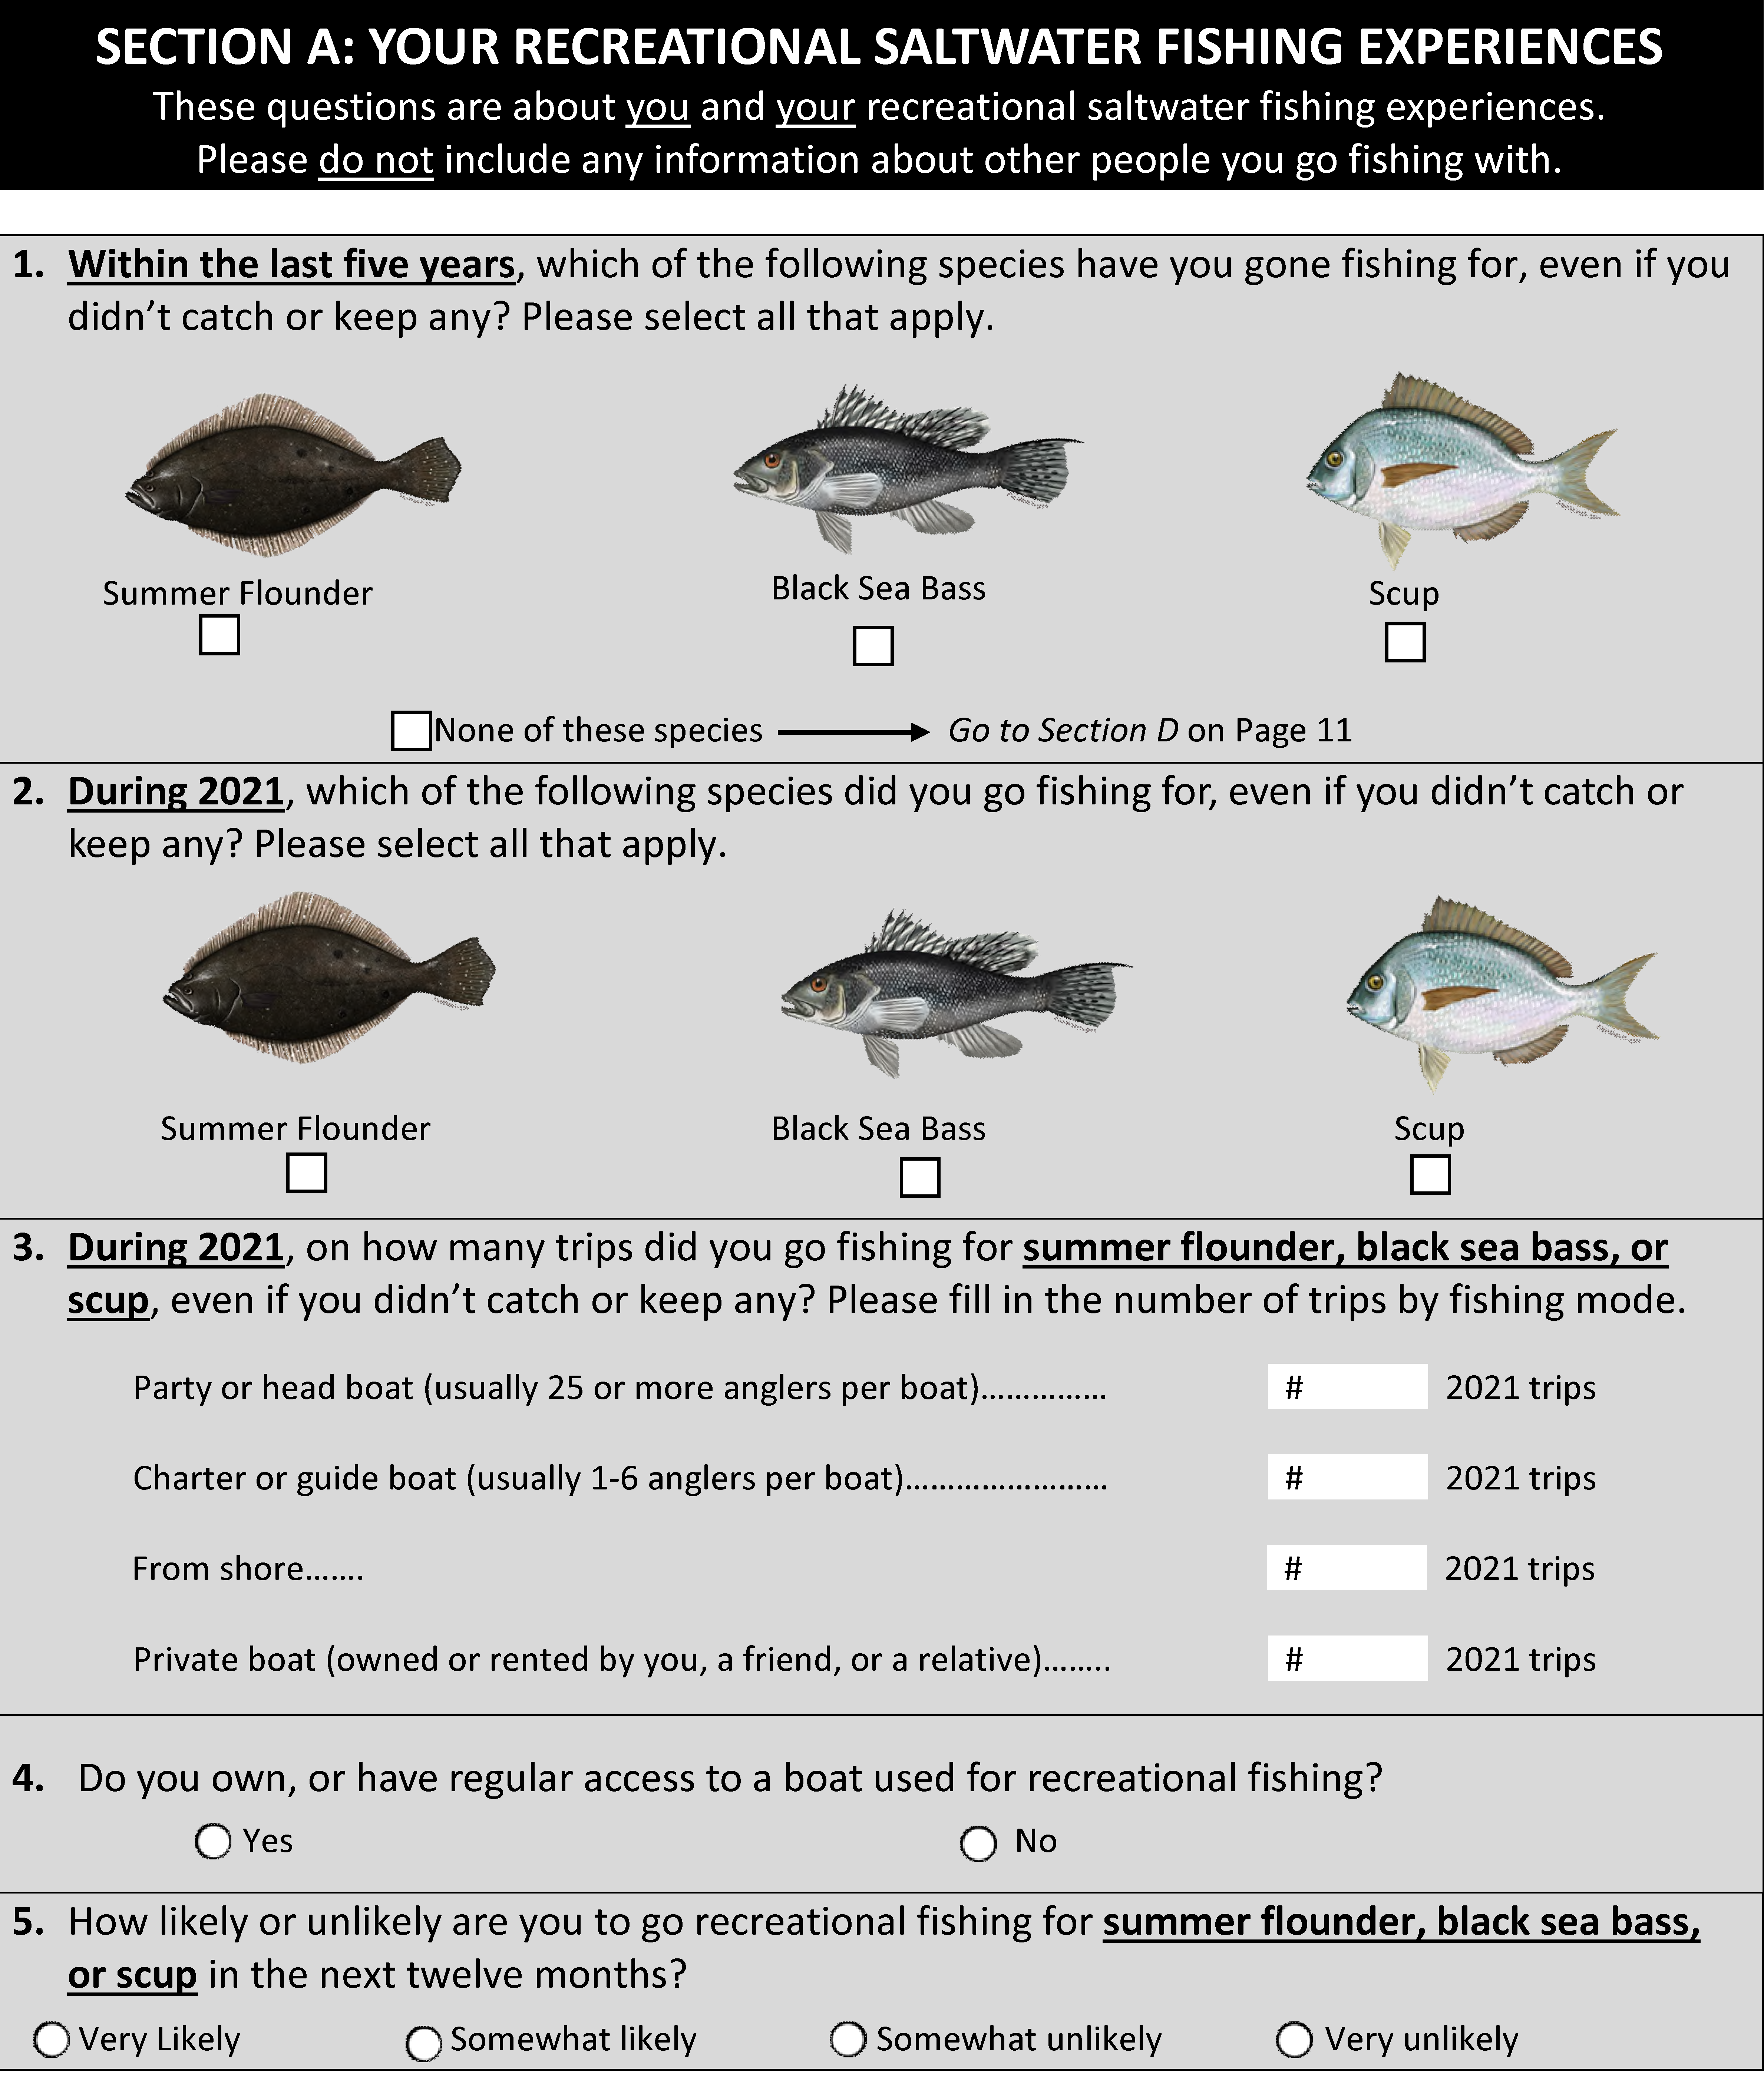 SECTION A: YOUR RECREATIONAL SALTWATER FISHING EXPERIENCES
These questions are about you and your recreational saltwater fishing experiences.
Please do not include any information about other people you go fishing with.
1. Within the last five years, which of the following species have you gone fishing for, even if you
didn’t catch or keep any? Please select all that apply.
FishWatch.gov FishWatch.gov FishWatch.gov
Summer Flounder Black Sea Bass Scup
None of these species Go to Section D on Page 11
2. During 2021, which of the following species did you go fishing for, even if you didn’t catch or
keep any? Please select all that apply.
FishWatch.gov FishWatch.gov FishWatch.gov
Summer Flounder Black Sea Bass Scup
3. During 2021, on how many trips did you go fishing for summer flounder, black sea bass, or
scup, even if you didn’t catch or keep any? Please fill in the number of trips by fishing mode.
Party or head boat (usually 25 or more anglers per boat)…………… # 2021 trips
Charter or guide boat (usually 1-6 anglers per boat)…………………… # 2021 trips
From shore……. # 2021 trips
Private boat (owned or rented by you, a friend, or a relative)…….. # 2021 trips
4. Do you own, or have regular access to a boat used for recreational fishing?
Yes No
5. How likely or unlikely are you to go recreational fishing for summer flounder, black sea bass,
or scup in the next twelve months?
Very Likely Somewhat likely Somewhat unlikely Very unlikely